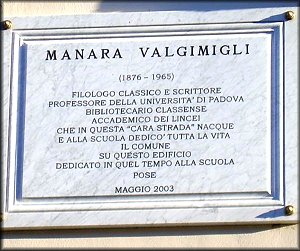 MANARA VALGIMIGLI
(1876 – 1965)
FILOLOGO CLASSICO E SCRITTORE
PROFESSORE DELLA UNIVERSITA' DI PADOVA
BIBLIOTECARIO CLASSENSE
ACCADEMICO DEI LINCEI
CHE IN QUESTA "CARA STRADA" NACQUE
E ALLA SCUOLA DEDICO' TUTTA LA VITA
IL COMUNE
SU QUESTO EDIFICIO
DEDICATO IN QUEL TEMPO ALLA SCUOLA
POSE
MAGGIO 2003